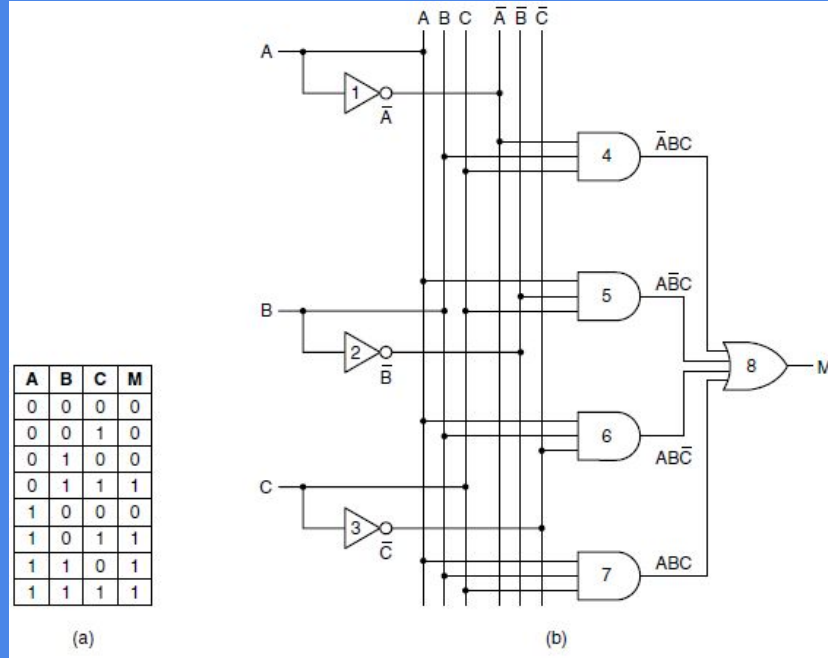 A B C A̅ B̅ C̅
A
1
A̅
4
A̅BC
B
2
B̅
5
AB̅C
8
M
6
ABC̅
C
3
C̅
7
ABC
A B C M
0 0 0 0
0 0 1 0
0 1 0 0
0 1 1 1
1 0 0 0
1 0 1 1
1 1 0 1
1 1 1 1
(a)
(b)